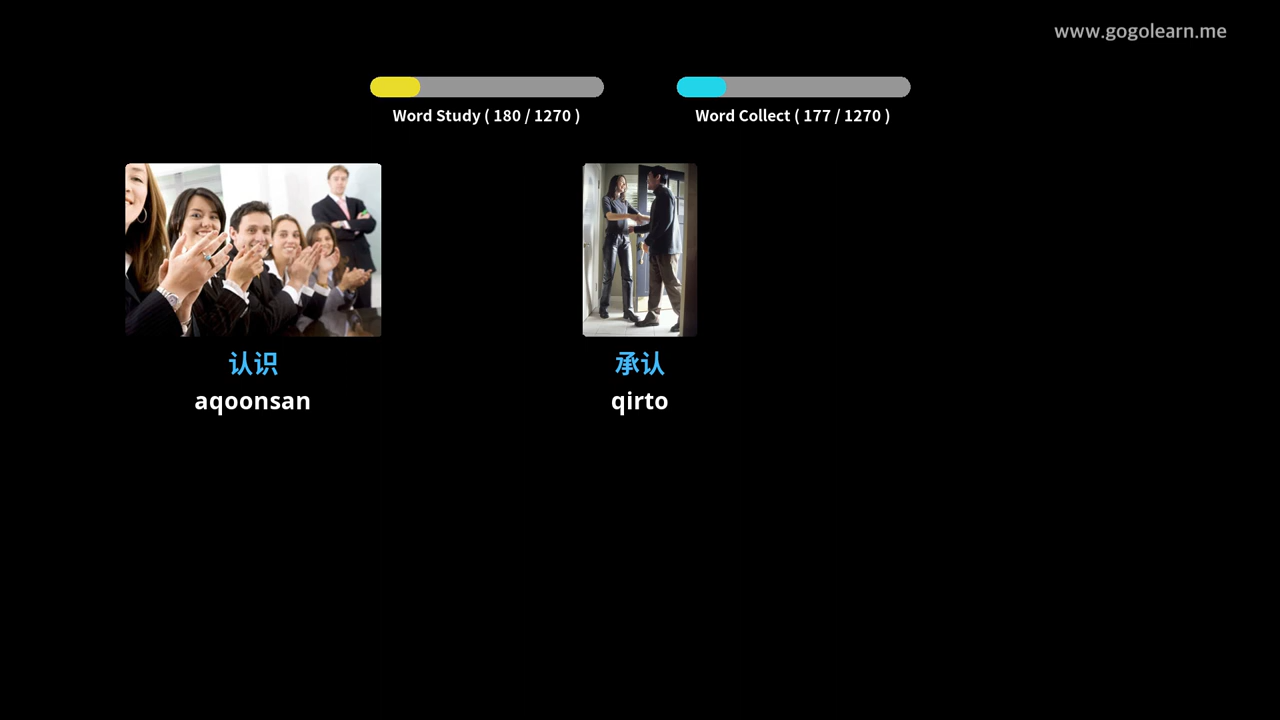 www.gogolearn.me
Word Study ( 180 / 1270 )
Word Collect ( 177 / 1270 )
认识
aqoonsan
承认
qirto